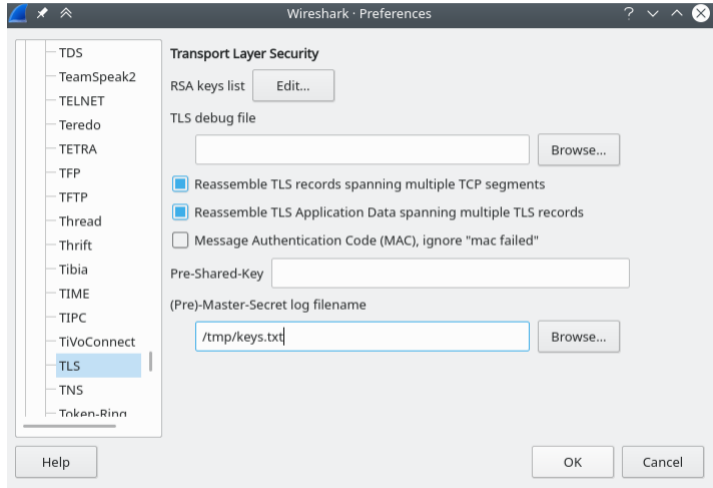 Wireshark · Preferences
TDS
TeamSpeak2
TELNET
Teredo
TETRA
TFP
TFTP
Thread
Thrift
Tibia
TIME
TIPC
TiVoConnect
TLS
TNS
Token-Ring
Transport Layer Security
RSA keys list Edit...
TLS debug file
Browse...
Reassemble TLS records spanning multiple TCP segments
Reassemble TLS Application Data spanning multiple TLS records
Message Authentication Code (MAC), ignore "mac failed"
Pre-Shared-Key
(Pre)-Master-Secret log filename
/tmp/keys.txt Browse...
Help OK Cancel